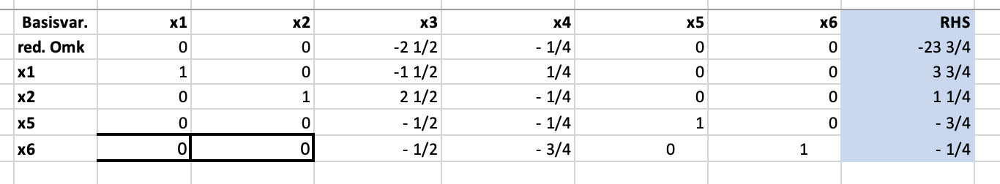 Basisvar. x1 x2 x3 x4 x5 x6 RHS
red. Omk 0 0 -2 1/2 - 1/4 0 0 -23 3/4
x1 1 0 -1 1/2 1/4 0 0 3 3/4
x2 0 1 2 1/2 - 1/4 0 0 1 1/4
x5 0 0 - 1/2 - 1/4 1 0 - 3/4
x6 0 0 - 1/2 - 3/4 0 1 - 1/4